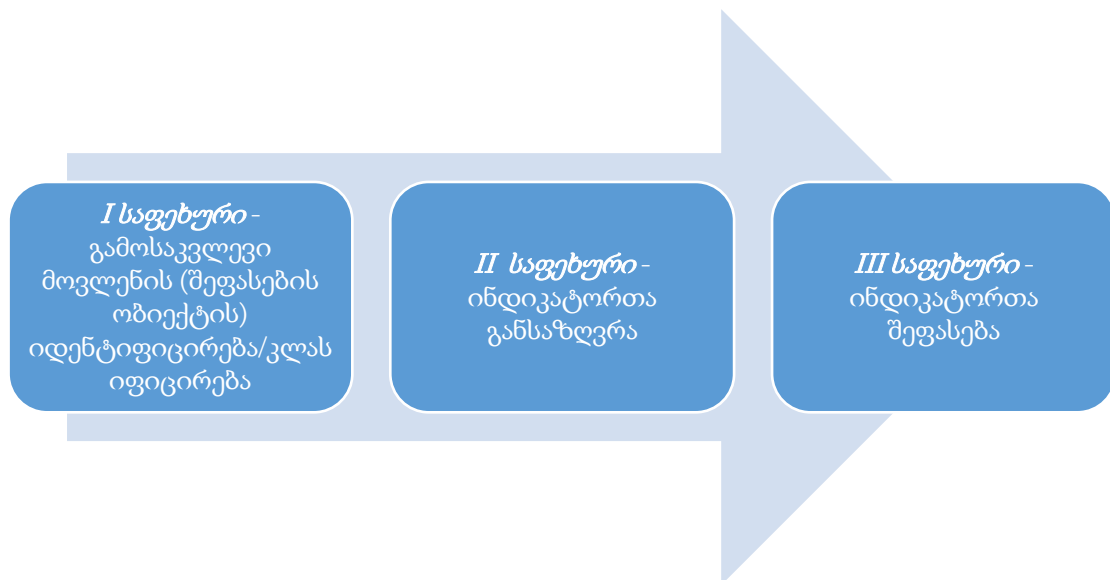 I საფეხური -
გამოსაკვლევი
მოვლენის (შეფასების
ობიექტის)
იდენტიფიცირება/კლას
იფიცირება
II საფეხური -
ინდიკატორთა
განსაზღვრა
III საფეხური -
ინდიკატორთა
შეფასება